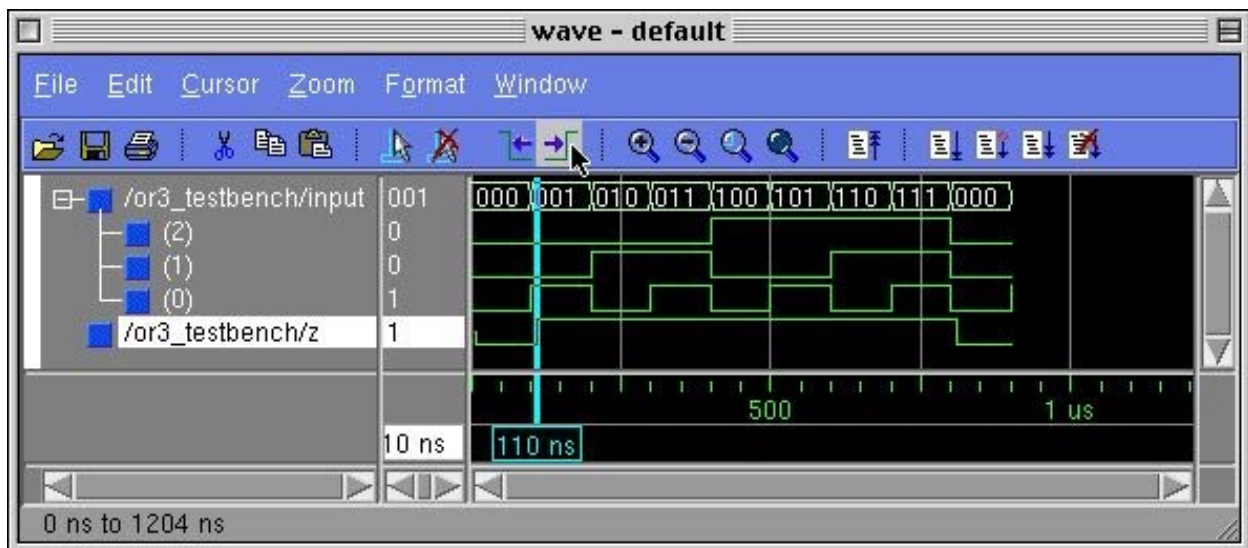 wave - default
File Edit Cursor Zoom Format Window
/or3_testbench/input 001 000 001 010 011 100 101 110 111 000
(2) 0
(1) 0
(0) 1
/or3_testbench/z 1
500 1 us
10 ns 110 ns
0 ns to 1204 ns